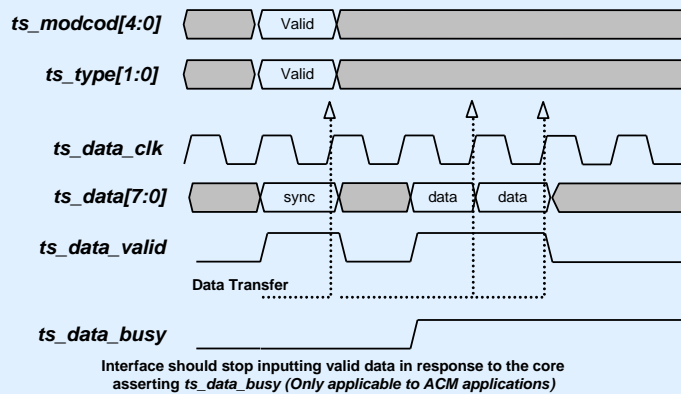 ts_modcod[4:0]
Valid
ts_type[1:0]
Valid
ts_data_clk
ts_data[7:0]
sync
data
data
ts_data_valid
Data Transfer
ts_data_busy
Interface should stop inputting valid data in response to the core
asserting ts_data_busy (Only applicable to ACM applications)